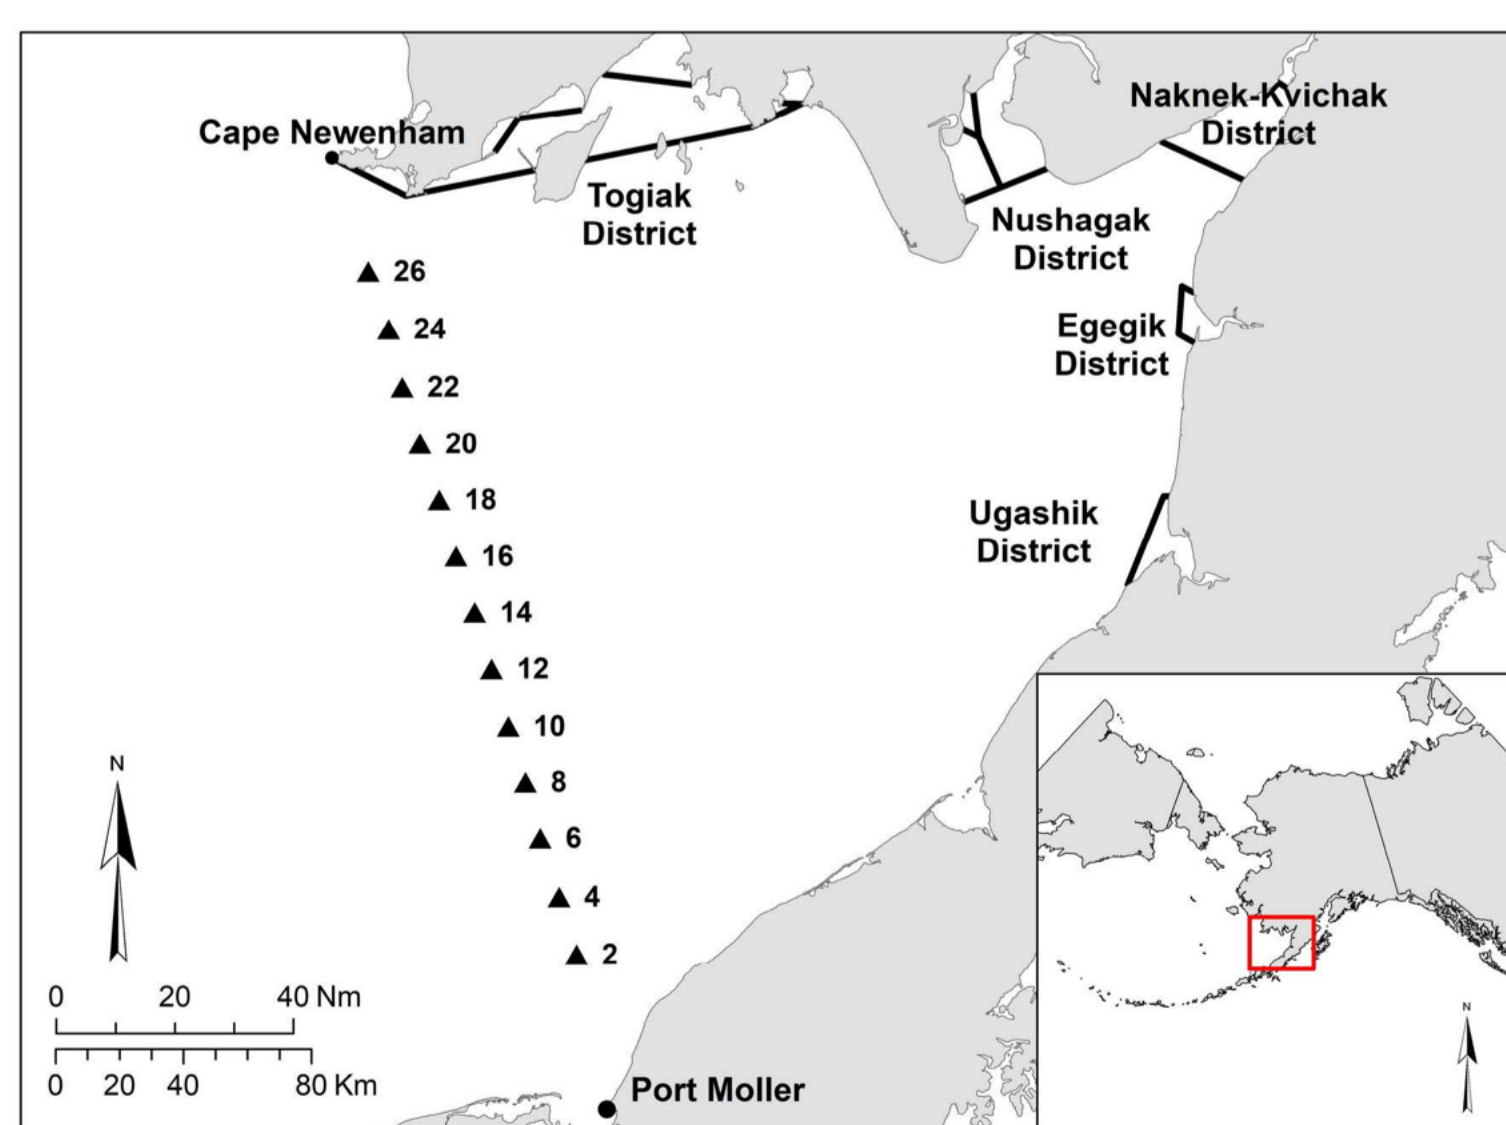 Naknek-Kvichak
District
Cape Newenham
Togiak
District
Nushagak
District
26
24
Egegik
District
22
20
18
Ugashik
District
16
14
12
10
N
8
6
4
2
0 20 40 Nm
0 20 40 80 Km
Port Moller
N